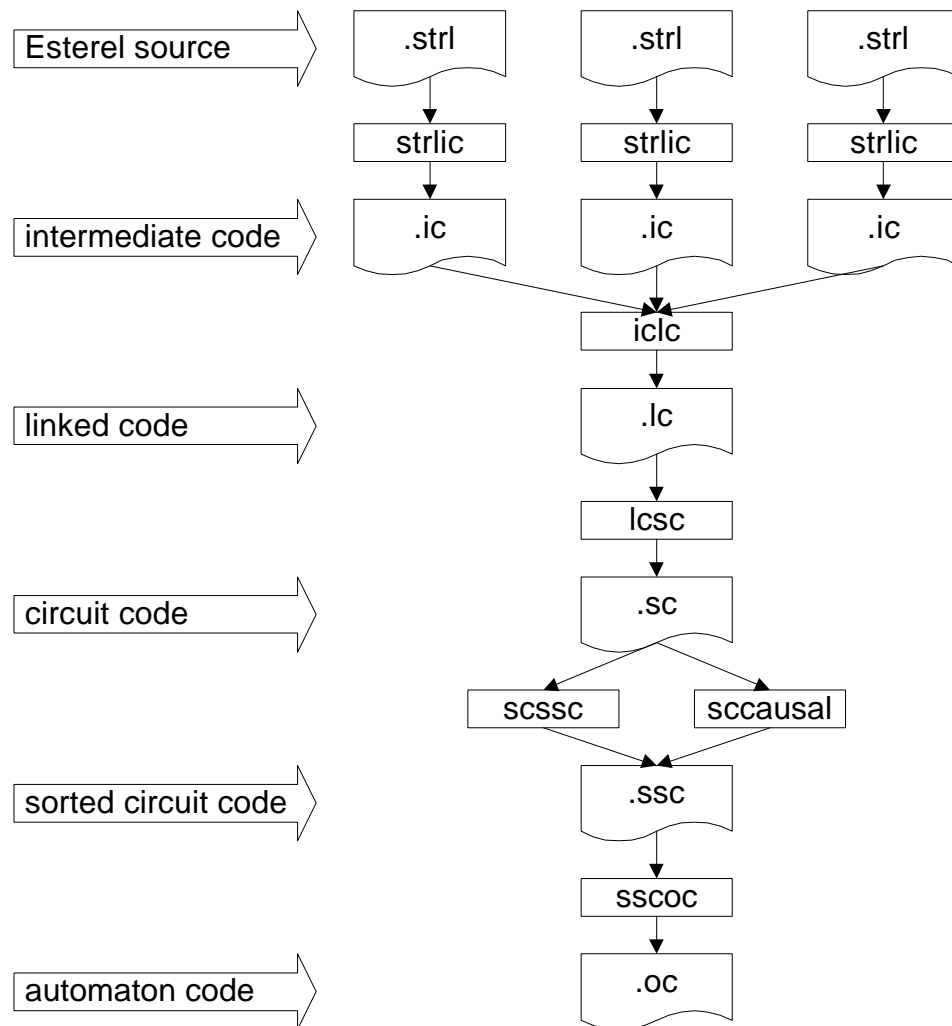 Esterel source
.strl
.strl
.strl
strlic
strlic
strlic
intermediate code
.ic
.ic
.ic
iclc
linked code
.lc
lcsc
circuit code
.sc
scssc
sccausal
sorted circuit code
.ssc
sscoc
automaton code
.oc